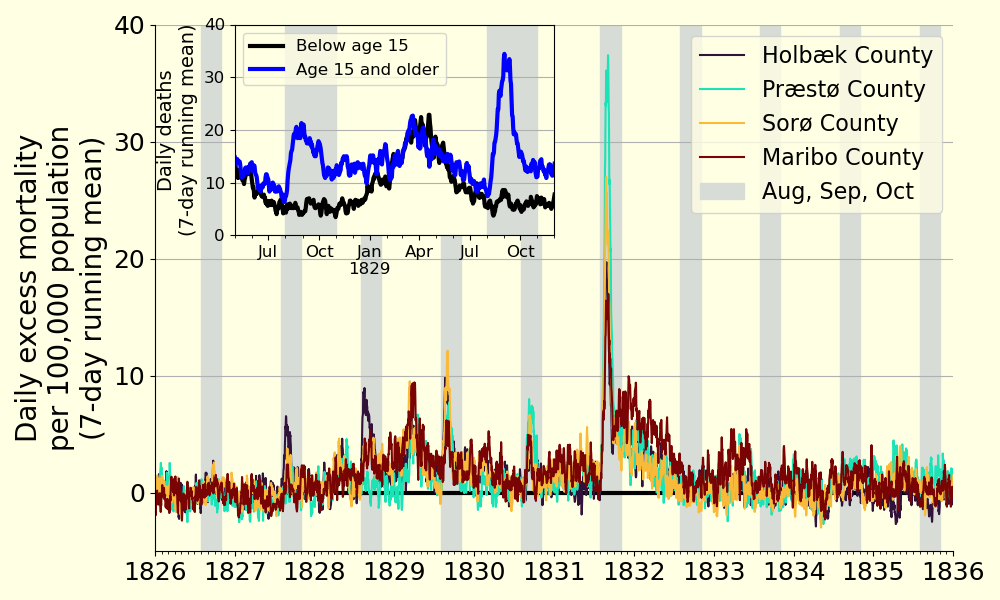 Daily excess mortality
per 100,000 population
(7-day running mean)
40
30
20
10
0
1826 1827 1828 1829 1830 1831 1832 1833 1834 1835 1836
Daily deaths
(7-day running mean)
40
30
20
10
0
Jul Oct Jan Apr Jul Oct
1829
Below age 15
Age 15 and older
Holbæk County
Præstø County
Sorø County
Maribo County
Aug, Sep, Oct